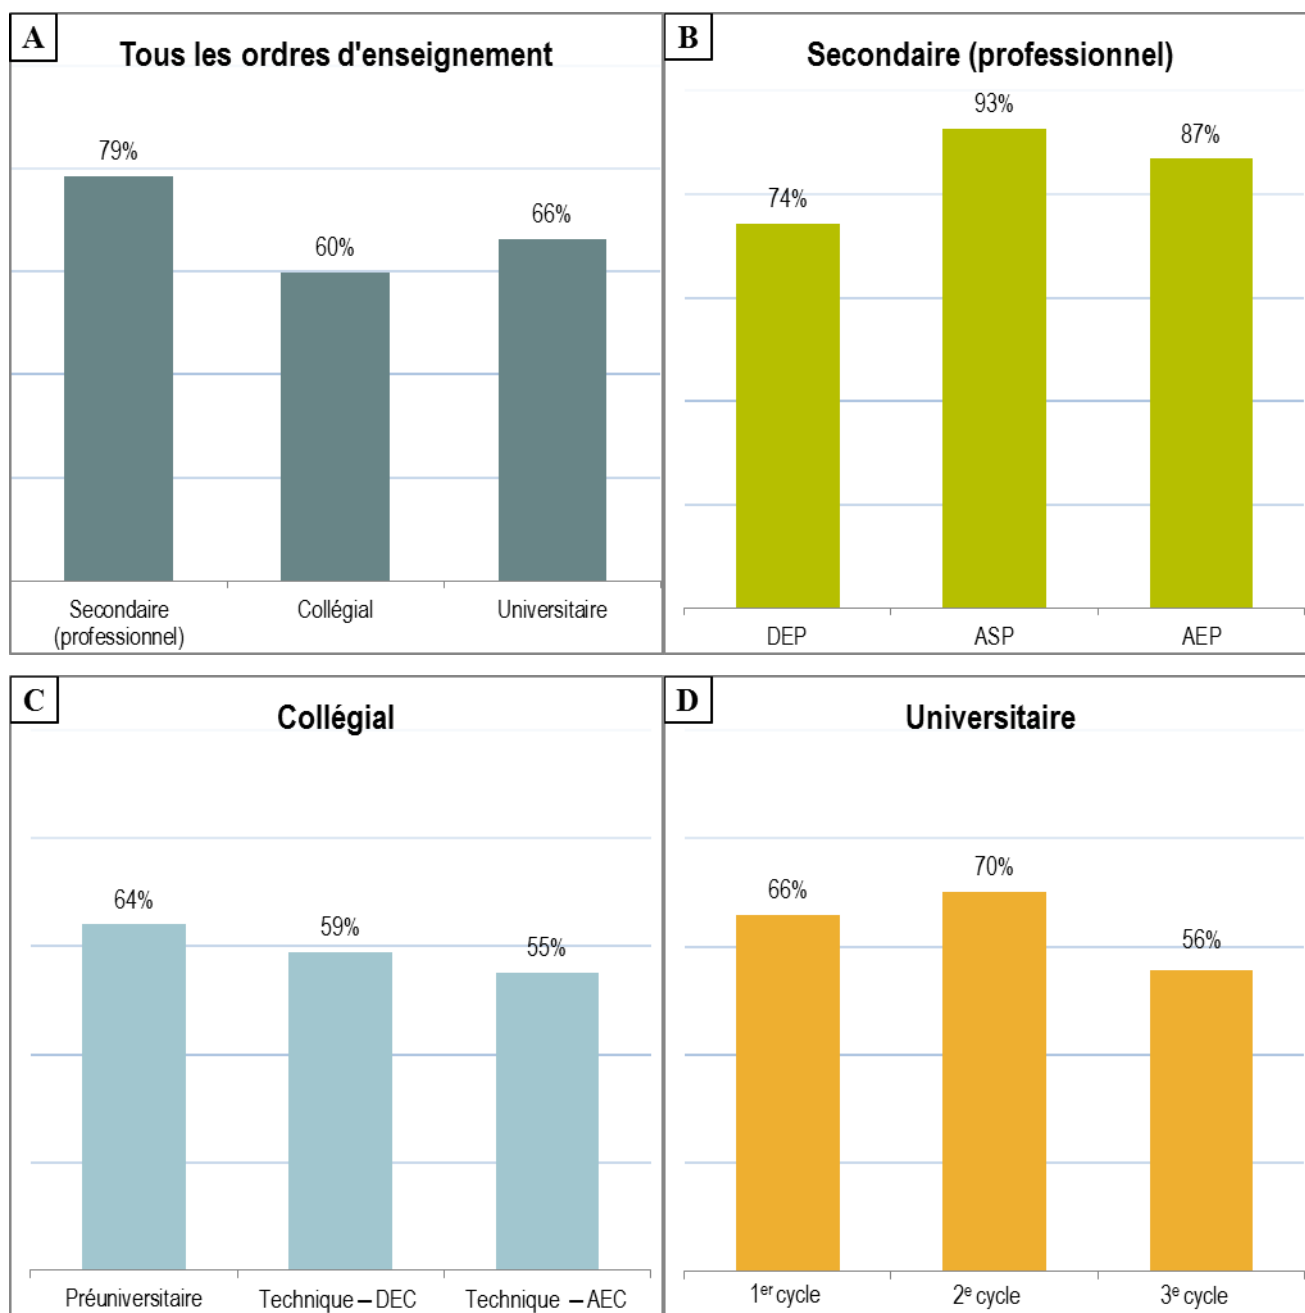 A
Tous les ordres d'enseignement
79%
60%
66%
Secondaire
(professionnel)
Collégial
Universitaire
B
Secondaire (professionnel)
74%
93%
87%
DEP
ASP
AEP
C
Collégial
64%
59%
55%
Préuniversitaire
Technique – DEC
Technique – AEC
D
Universitaire
66%
70%
56%
1er cycle
2e cycle
3e cycle